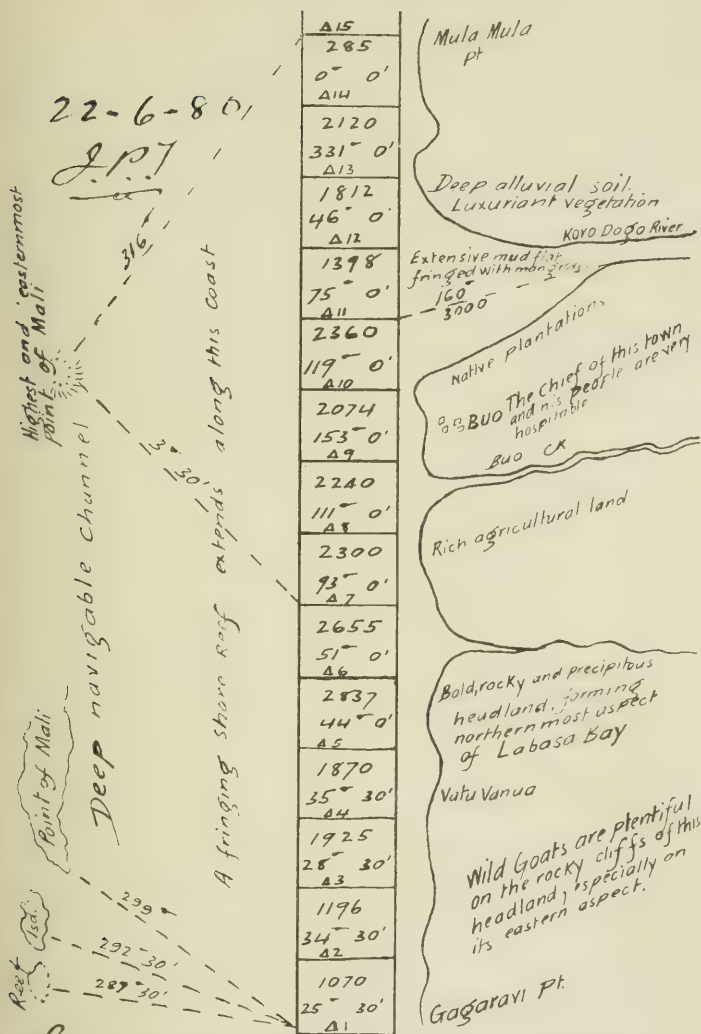 Δ15
285
0° 0'
Δ14
2120
331° 0'
Δ13
1812
46° 0'
Δ12
1398
75° 0'
Δ11
2360
119° 0'
Δ10
2074
153° 0'
Δ9
2240
111° 0'
Δ8
2300
93° 0'
Δ7
2655
51° 0'
Δ6
2837
44° 0'
Δ5
1870
35° 30'
Δ4
1925
28° 30'
Δ3
1196
34° 30'
Δ2
1070
25° 30'
Δ1
22-6-80
J.P.T
316°
Highest and easternmost
point of Mali
30'
Deep navigable channel
A fringing shore Reef extends along this coast
Point of Mali
299°
Isd.
292° 30'
Reef
287° 30'
Mula Mula
pt
Deep alluvial soil.
Luxuriant vegetation
Koro Dogo River
Extensive mud flat
fringed with
160°
3000
Native plantations
BUO The Chief of this town
and his people are very
hospitable
Buo CK
Rich agricultural land
Bold, rocky and precipitous
headland, forming
northernmost aspect
of Labasa Bay
Vatu Vanua
Wild Goats are plentiful
on the rocky cliffs of this
headland, especially on
its eastern aspect.
Gagaravi Pt.